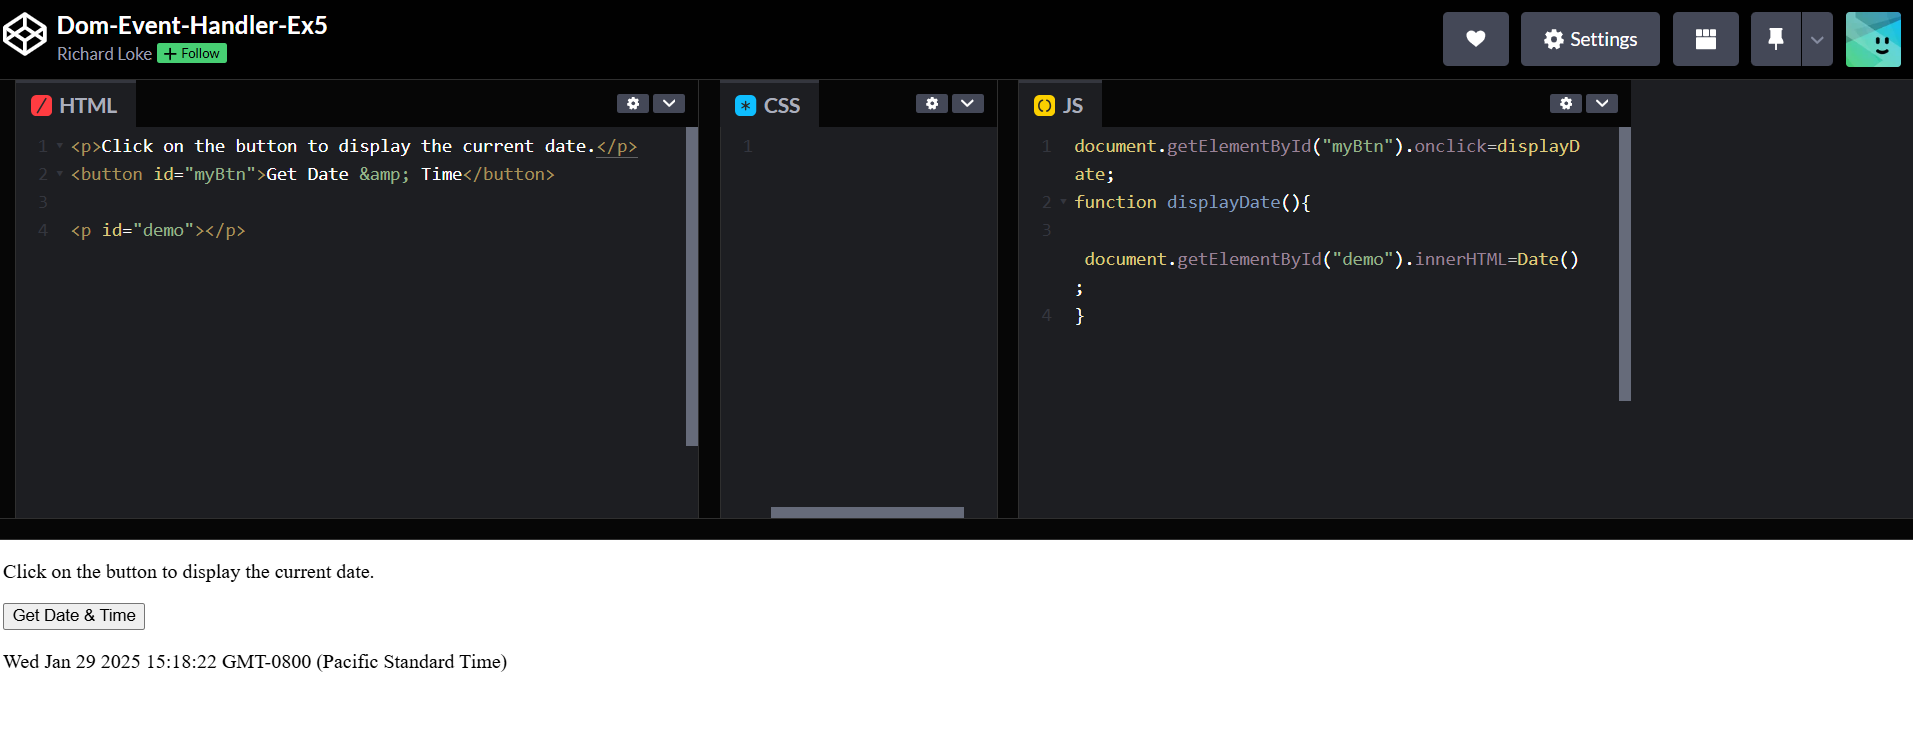 Dom-Event-Handler-Ex5
Richard Loke + Follow
Settings
HTML
1 <p>Click on the button to display the current date.</p>
2 <button id="myBtn">Get Date &amp; Time</button>
3
4 <p id="demo"></p>
CSS
1
JS
1 document.getElementById("myBtn").onclick=displayD
ate;
2 function displayDate(){
3
document.getElementById("demo").innerHTML=Date()
;
4 }
Click on the button to display the current date.
Get Date & Time
Wed Jan 29 2025 15:18:22 GMT-0800 (Pacific Standard Time)